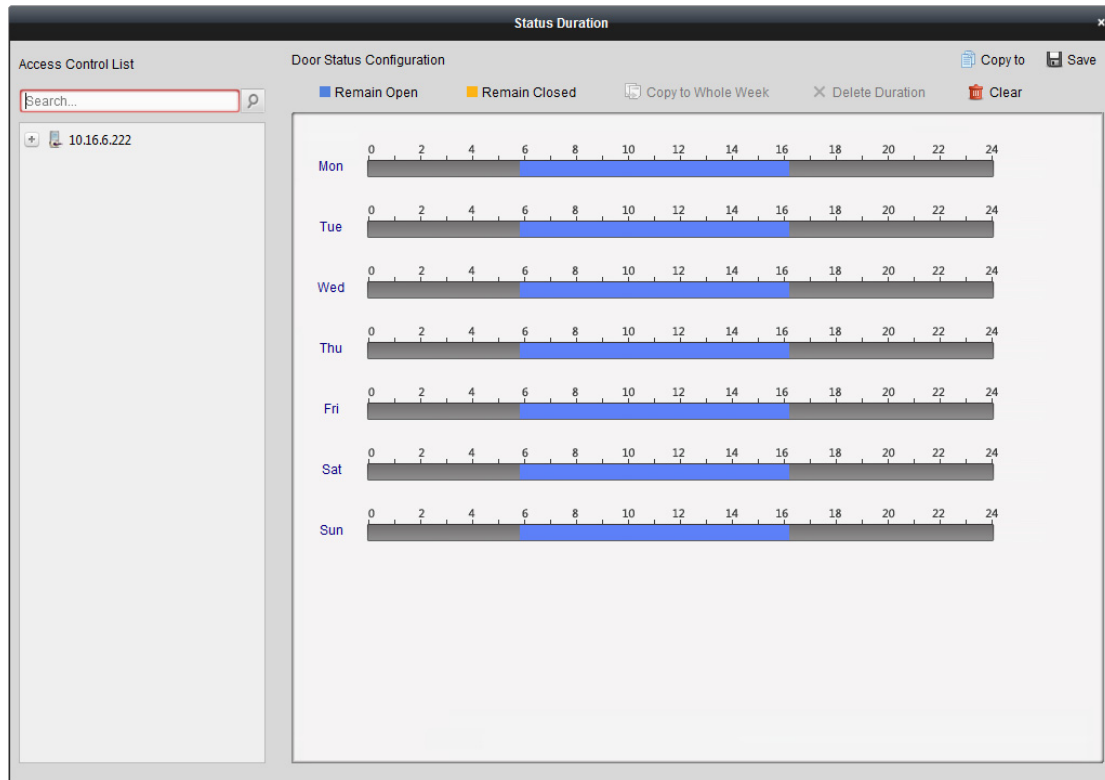 Status Duration
×
Access Control List
Door Status Configuration
Copy to
Save
Search...
Remain Open
Remain Closed
Copy to Whole Week
Delete Duration
Clear
10.16.6.222
0 2 4 6 8 10 12 14 16 18 20 22 24
Mon
0 2 4 6 8 10 12 14 16 18 20 22 24
Tue
0 2 4 6 8 10 12 14 16 18 20 22 24
Wed
0 2 4 6 8 10 12 14 16 18 20 22 24
Thu
0 2 4 6 8 10 12 14 16 18 20 22 24
Fri
0 2 4 6 8 10 12 14 16 18 20 22 24
Sat
0 2 4 6 8 10 12 14 16 18 20 22 24
Sun